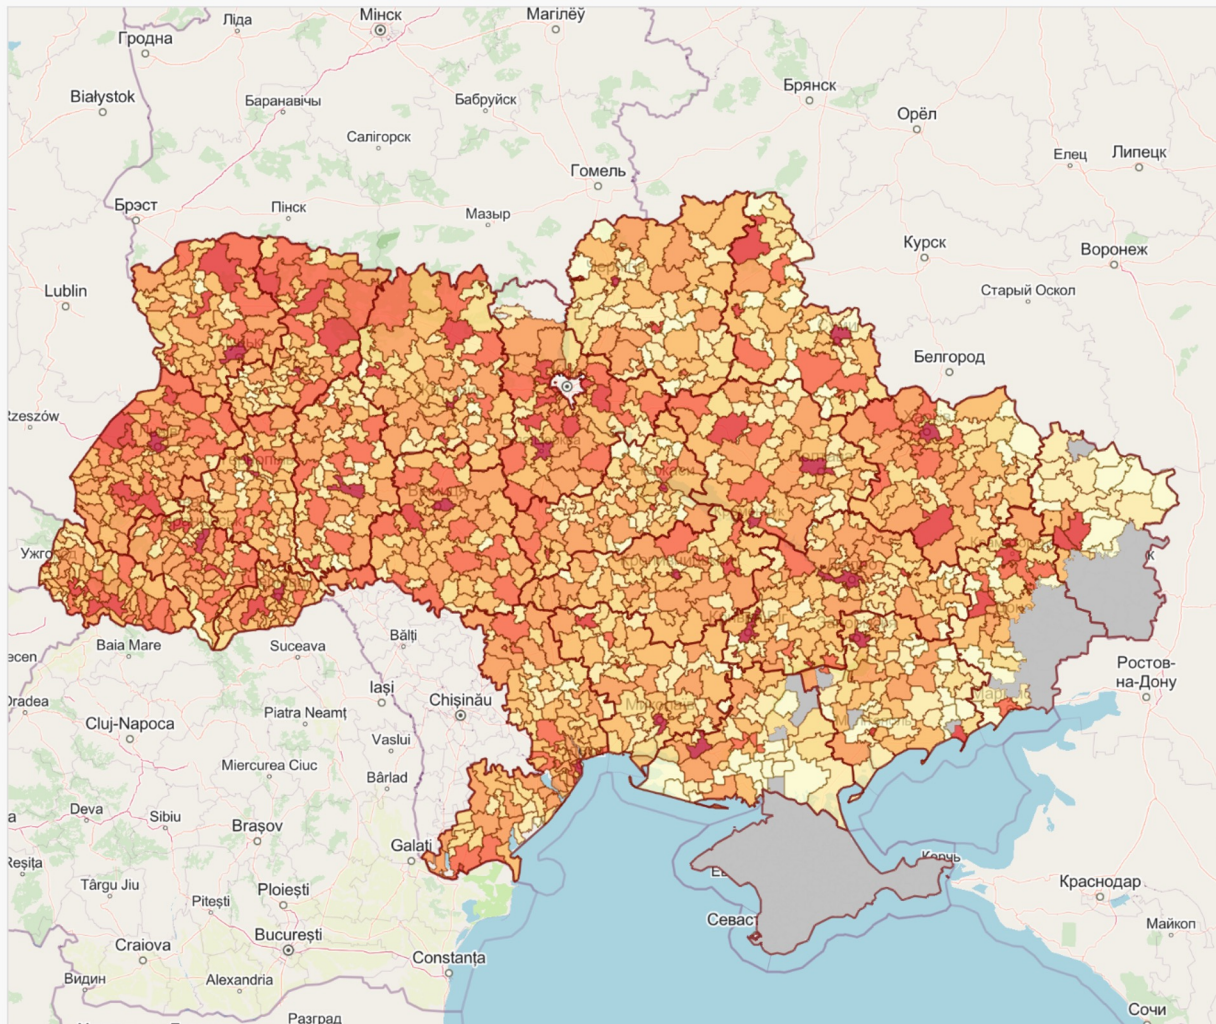 Мінск
Магілёў
Ліда
Гродна
Брянск
Białystok
Баранавічы
Бабруйск
Орёл
Салігорск
Елец
Липецк
Гомель
Брэст
Пінск
Мазыр
Курск
Воронеж
Lublin
Старый Оскол
Белгород
Rzeszów
Ужгород
Bălți
Baia Mare
Suceava
ecen
Ростов-
на-Дону
Iași
Oradea
Chișinău
Piatra Neamț
Cluj-Napoca
Vaslui
Miercurea Ciuc
Bârlad
Deva
Sibiu
a
Brașov
Galați
Reșița
Керчь
Târgu Jiu
Ploiești
Краснодар
Pitești
Севаст
Майкоп
București
Craiova
Constanța
Видин
Alexandria
Сочи
Разград